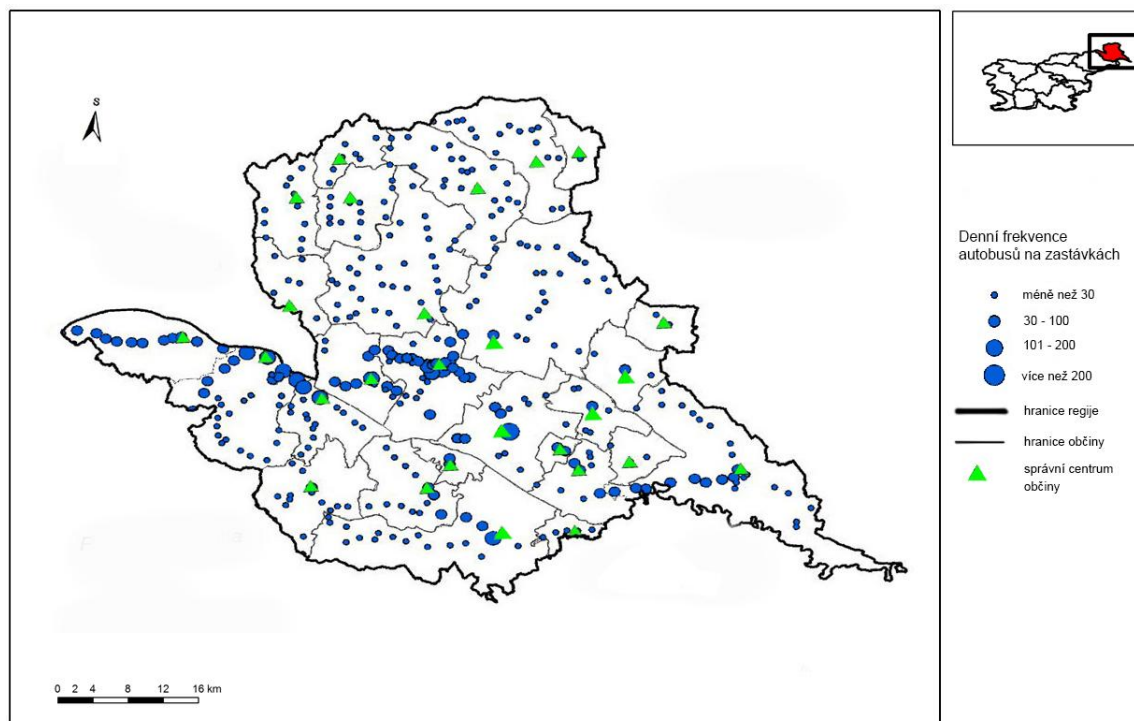 S
Denní frekvence
autobusů na zastávkách
méně než 30
30 - 100
101 - 200
více než 200
hranice regije
hranice občiny
správní centrum
občiny
0 2 4 8 12 16 km